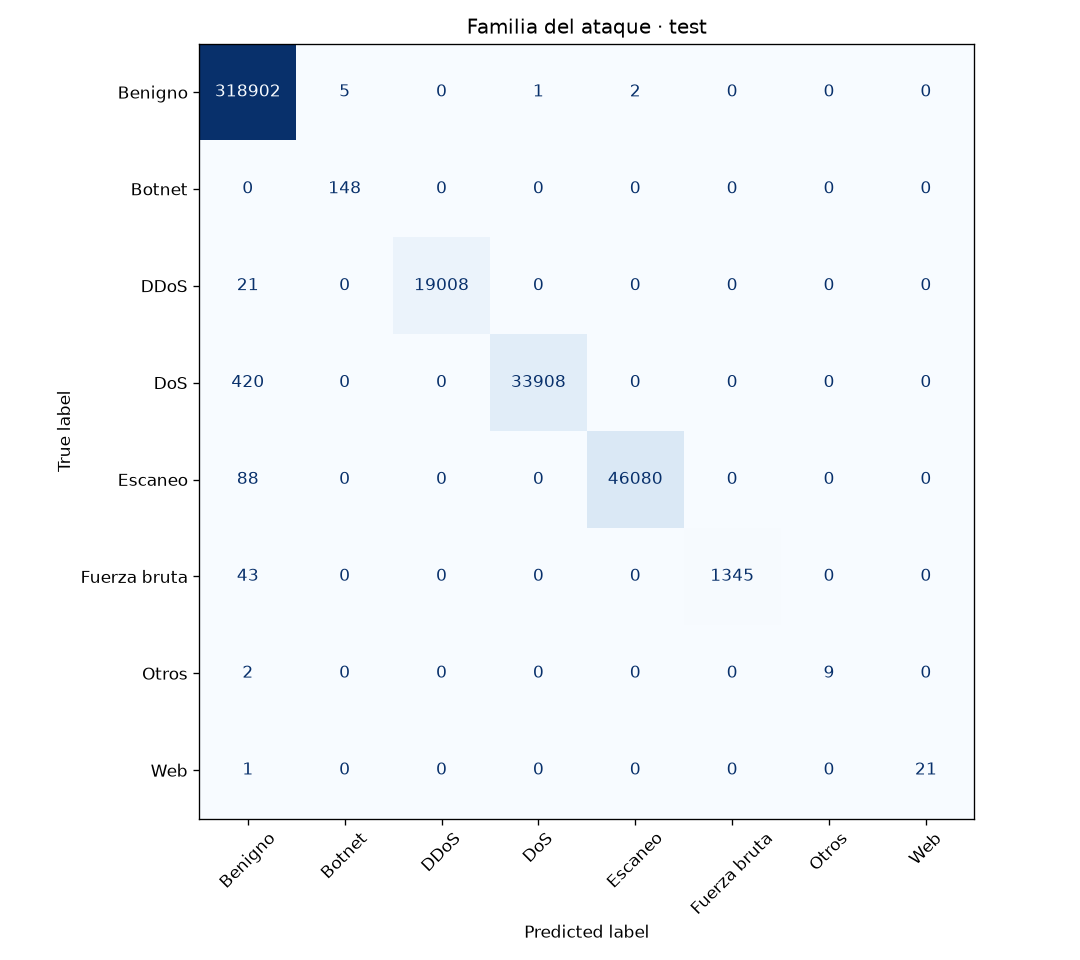 Familia del ataque · test
True label
Benigno 318902 5 0 1 2 0 0 0
Botnet 0 148 0 0 0 0 0 0
DDoS 21 0 19008 0 0 0 0 0
DoS 420 0 0 33908 0 0 0 0
Escaneo 88 0 0 0 46080 0 0 0
Fuerza bruta 43 0 0 0 0 1345 0 0
Otros 2 0 0 0 0 0 9 0
Web 1 0 0 0 0 0 0 21
Benigno Botnet DDoS DoS Escaneo Fuerza bruta Otros Web
Predicted label